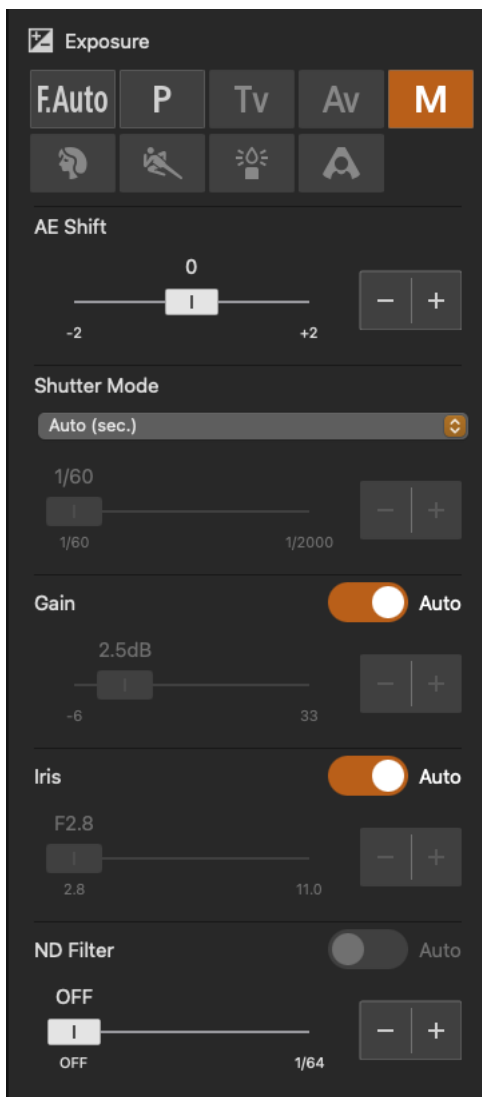 Exposure
F.Auto P Tv Av M
AE Shift
0
-2 +2
Shutter Mode
Auto (sec.)
1/60
1/60 1/2000
Gain Auto
2.5dB
-6 33
Iris Auto
F2.8
2.8 11.0
ND Filter Auto
OFF
OFF 1/64